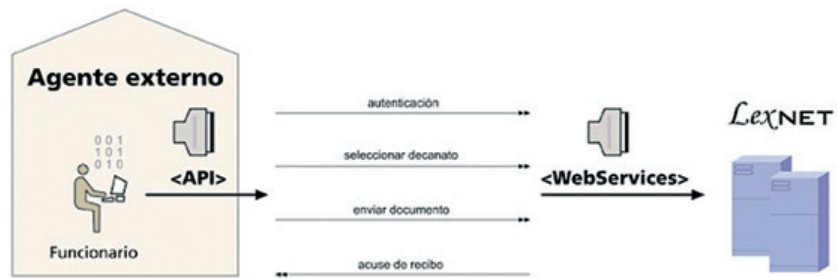 Agente externo
001
101
010
<API>
Funcionario
autenticación
seleccionar decanato
enviar documento
acuse de recibo
<WebServices>
LEXNET